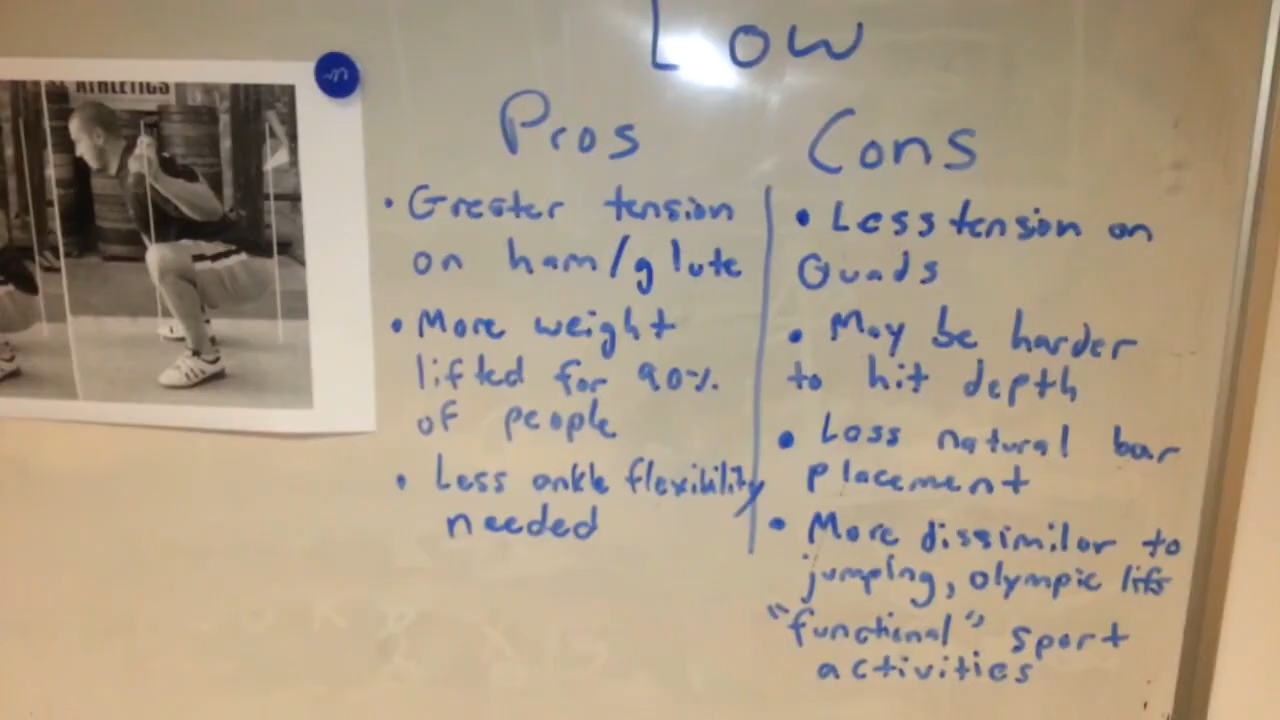 Low
ATHLETICS
Pros
• Greater tension
on ham/glute
• More weight
lifted for 90%
of people
• Less ankle flexibility
needed
Cons
• Less tension on
Quads
• May be harder
to hit depth
• Less natural bar
placement
• More dissimilar to
jumping, olympic lifts
"functional" sport
activities